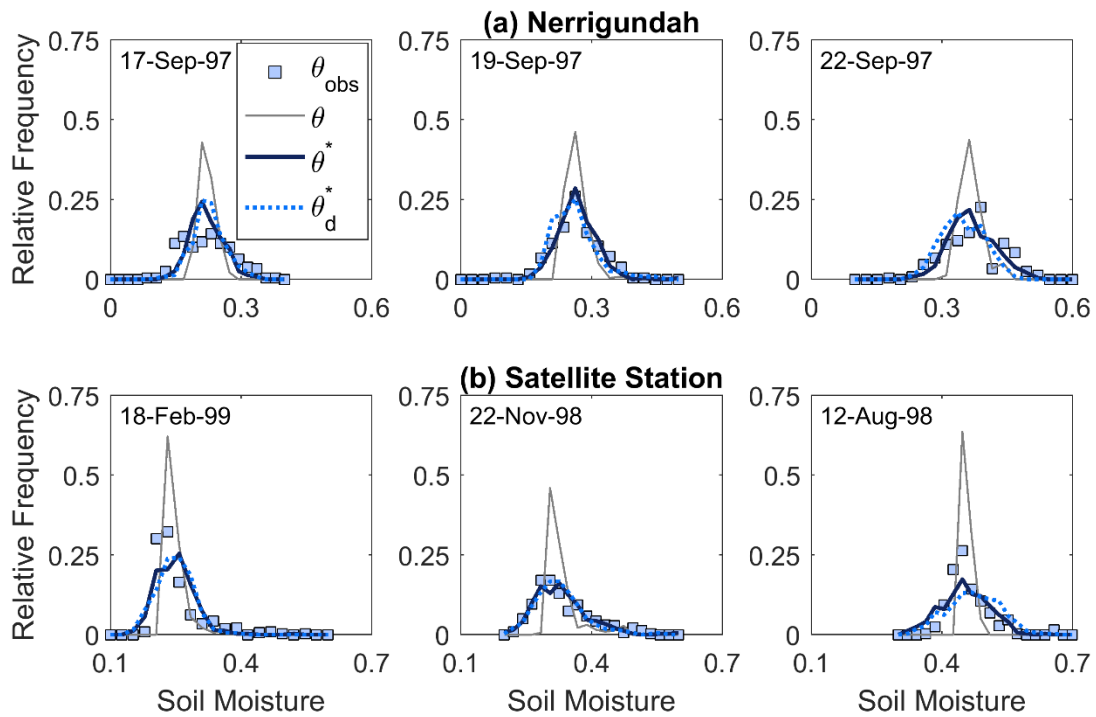 (a) Nerrigundah
0.75
0.5
0.25
0
Relative Frequency
17-Sep-97
θobs
θ
θ*
θ*d
0 0.3 0.6
0.75
0.5
0.25
0
19-Sep-97
0 0.3 0.6
0.75
0.5
0.25
0
22-Sep-97
0 0.3 0.6
(b) Satellite Station
0.75
0.5
0.25
0
Relative Frequency
18-Feb-99
0.1 0.4 0.7
Soil Moisture
0.75
0.5
0.25
0
22-Nov-98
0.1 0.4 0.7
Soil Moisture
0.75
0.5
0.25
0
12-Aug-98
0.1 0.4 0.7
Soil Moisture